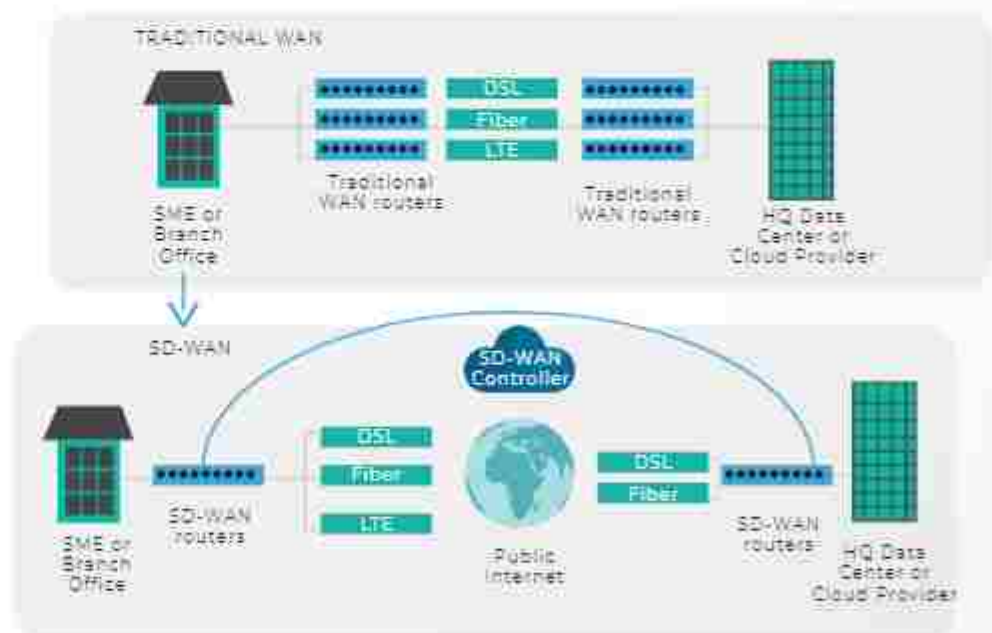 TRADITIONAL WAN
DSL
Fiber
LTE
Traditional
WAN routers
Traditional
WAN routers
SME or
Branch
Office
HQ Data
Center or
Cloud Provider
SD-WAN
SD-WAN
Controller
DSL
Fiber
LTE
DSL
Fiber
SD-WAN
routers
SD-WAN
routers
SME or
Branch
Office
Public
Internet
HQ Data
Center or
Cloud Provider